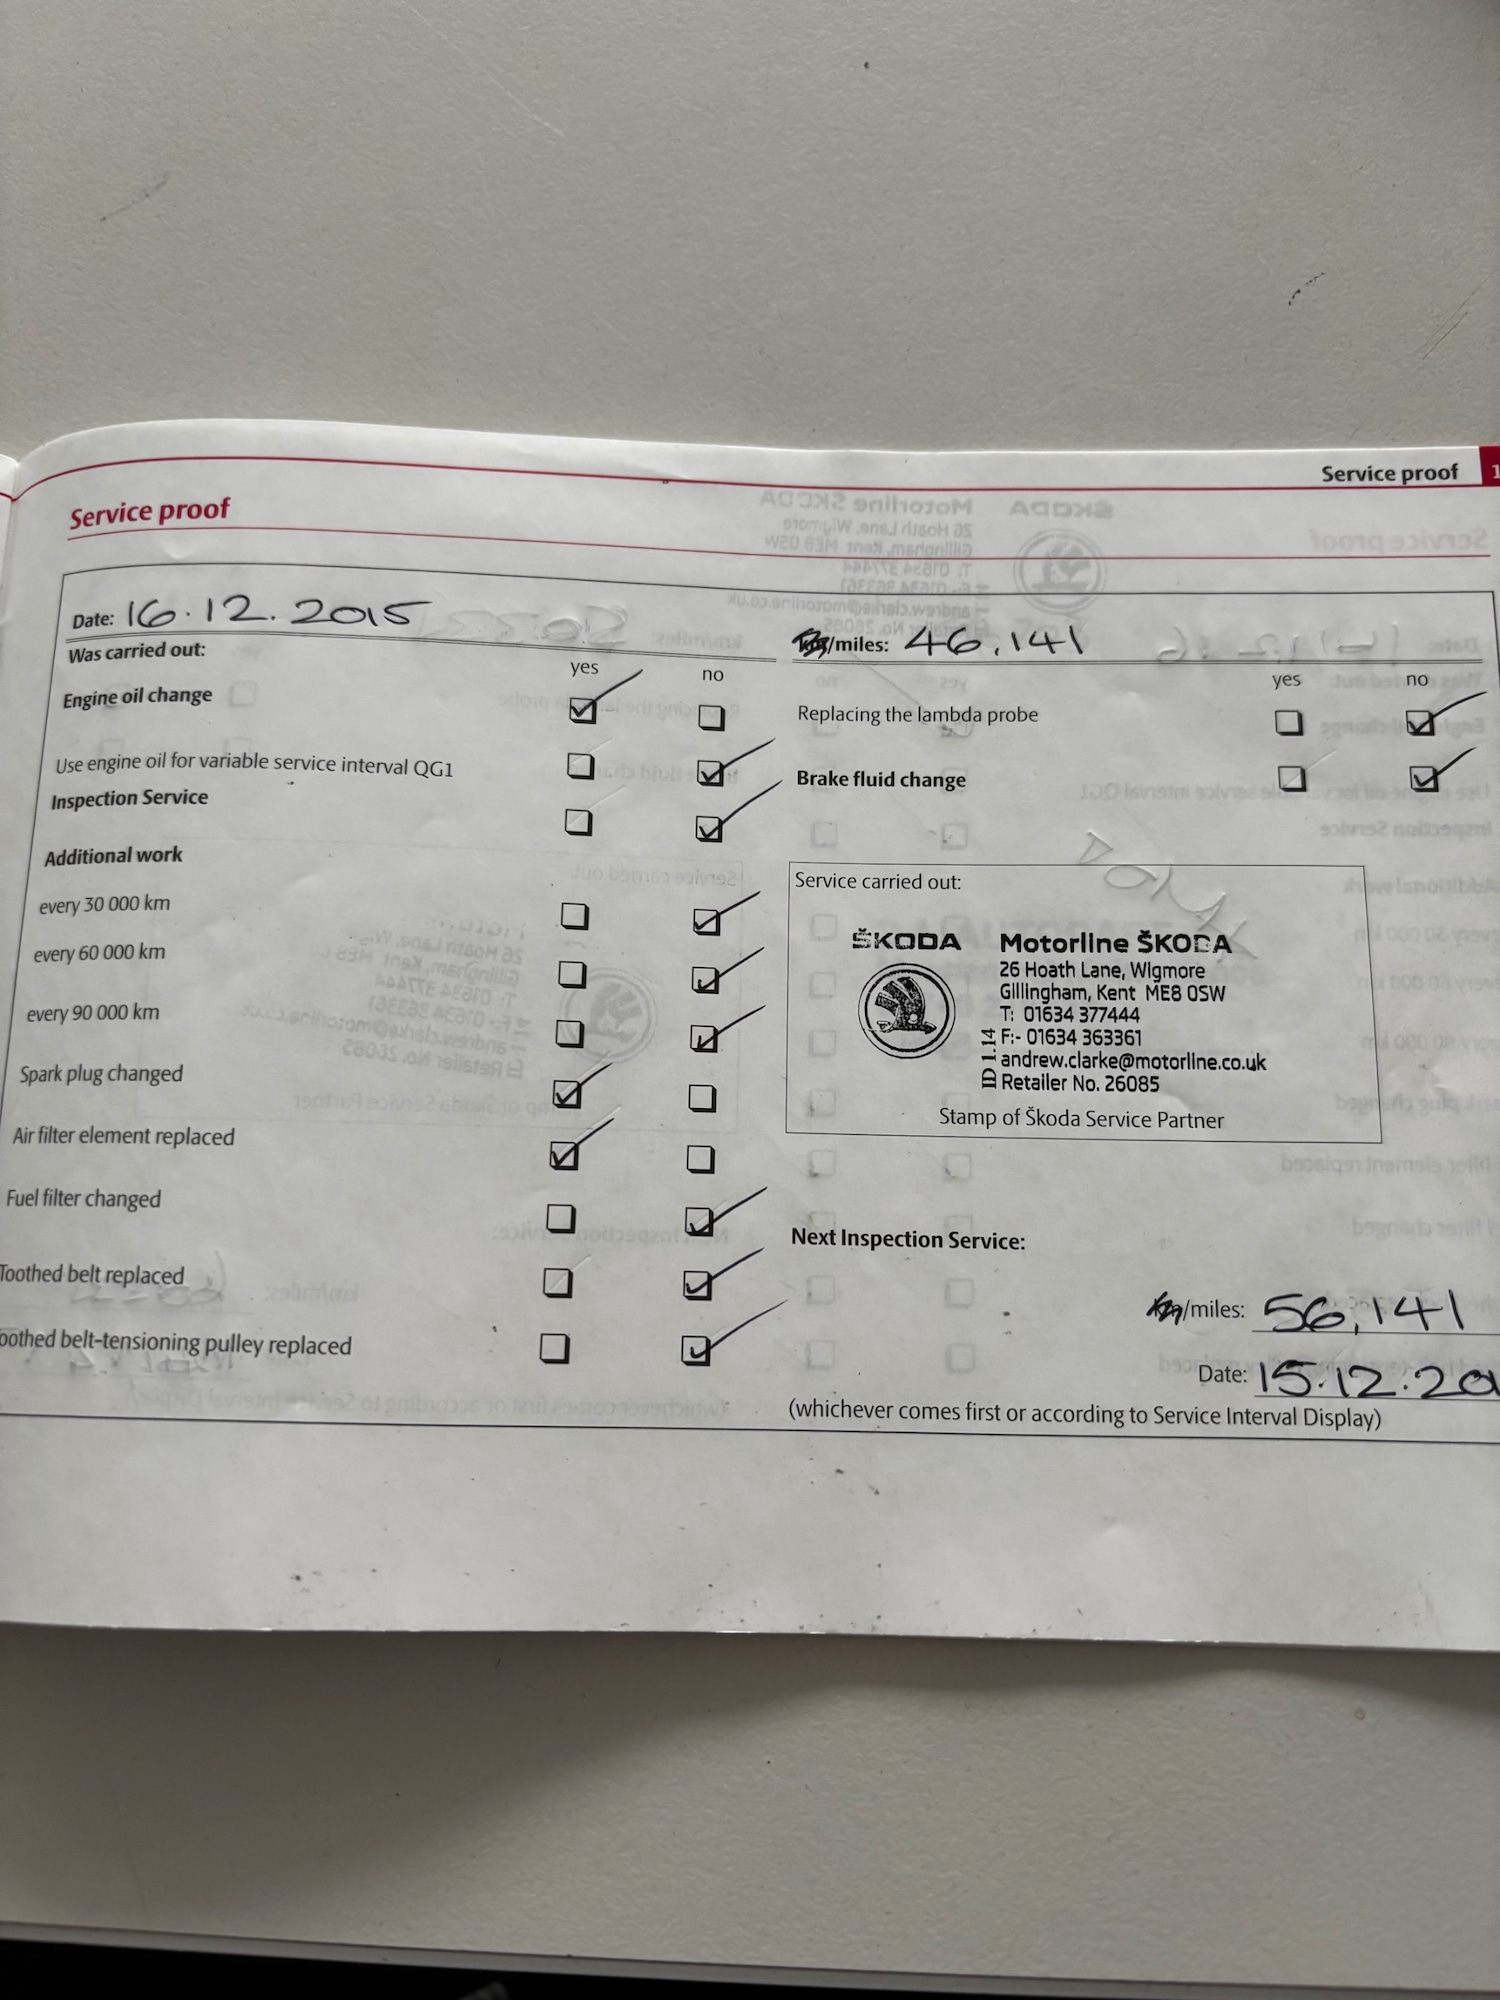 Service proof 1
Service proof
Date: 16.12.2015
km/miles: 46,141
Was carried out:
yes no
yes no
Engine oil change
Replacing the lambda probe
Use engine oil for variable service interval QG1
Brake fluid change
Inspection Service
Additional work
every 30 000 km
every 60 000 km
every 90 000 km
Spark plug changed
Air filter element replaced
Fuel filter changed
Toothed belt replaced
oothed belt-tensioning pulley replaced
Service carried out:
ŠKODA
Motorline ŠKODA
26 Hoath Lane, Wigmore
Gillingham, Kent ME8 0SW
T: 01634 377444
F:- 01634 363361
andrew.clarke@motorline.co.uk
Retailer No. 26085
ID 1.14
Stamp of Škoda Service Partner
Next Inspection Service:
/miles: 56,141
Date: 15.12.20
(whichever comes first or according to Service Interval Display)